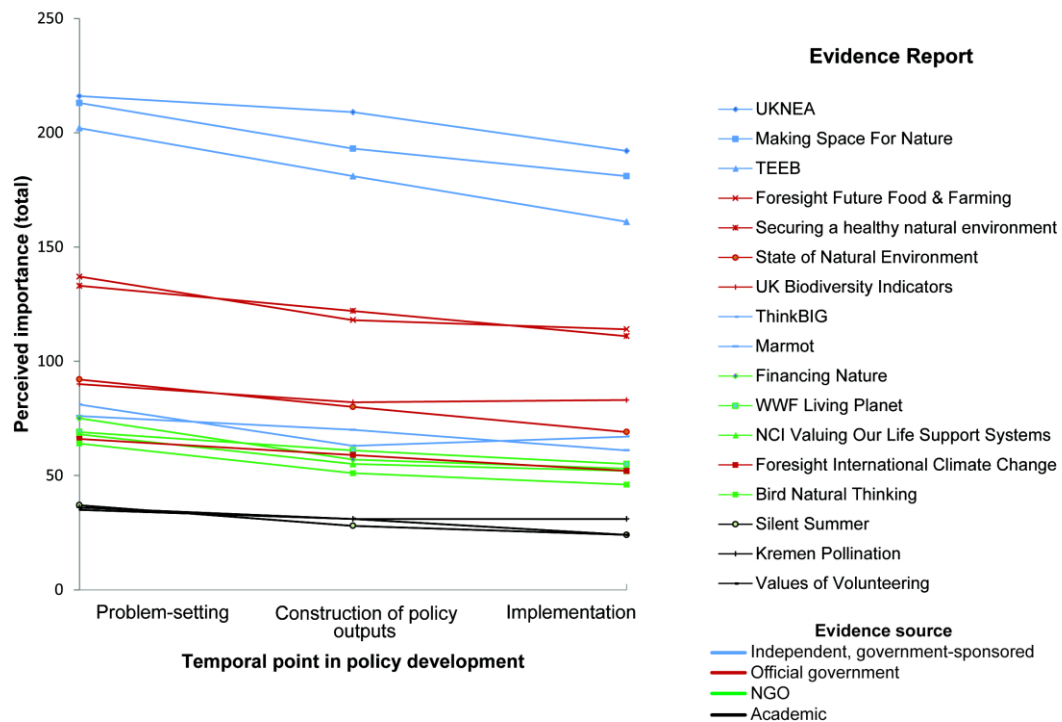 250
200
150
100
50
0
Perceived importance (total)
Problem-setting
Construction of policy
outputs
Implementation
Temporal point in policy development
Evidence Report
UKNEA
Making Space For Nature
TEEB
Foresight Future Food & Farming
Securing a healthy natural environment
State of Natural Environment
UK Biodiversity Indicators
ThinkBIG
Marmot
Financing Nature
WWF Living Planet
NCI Valuing Our Life Support Systems
Foresight International Climate Change
Bird Natural Thinking
Silent Summer
Kremen Pollination
Values of Volunteering
Evidence source
Independent, government-sponsored
Official government
NGO
Academic